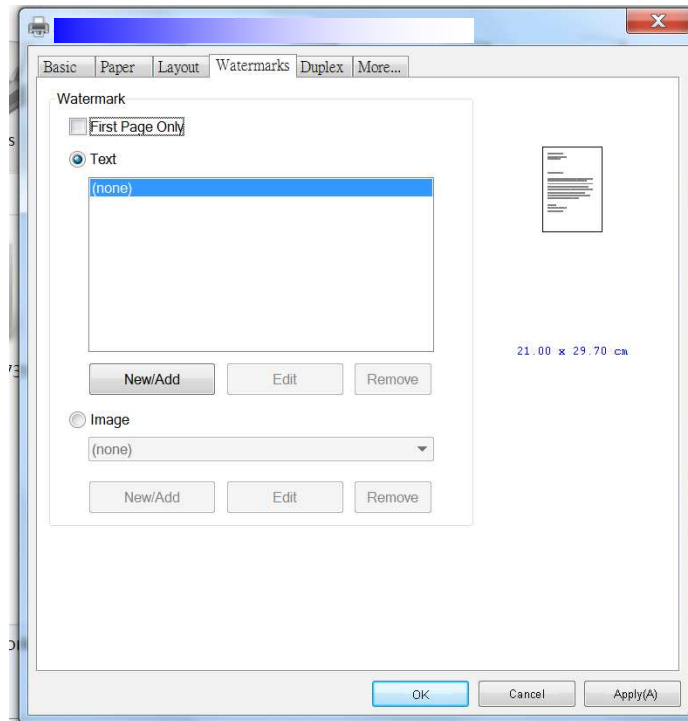 X
Basic Paper Layout Watermarks Duplex More...
Watermark
First Page Only
Text
(none)
New/Add Edit Remove
Image
(none)
New/Add Edit Remove
21.00 x 29.70 cm
OK Cancel Apply(A)